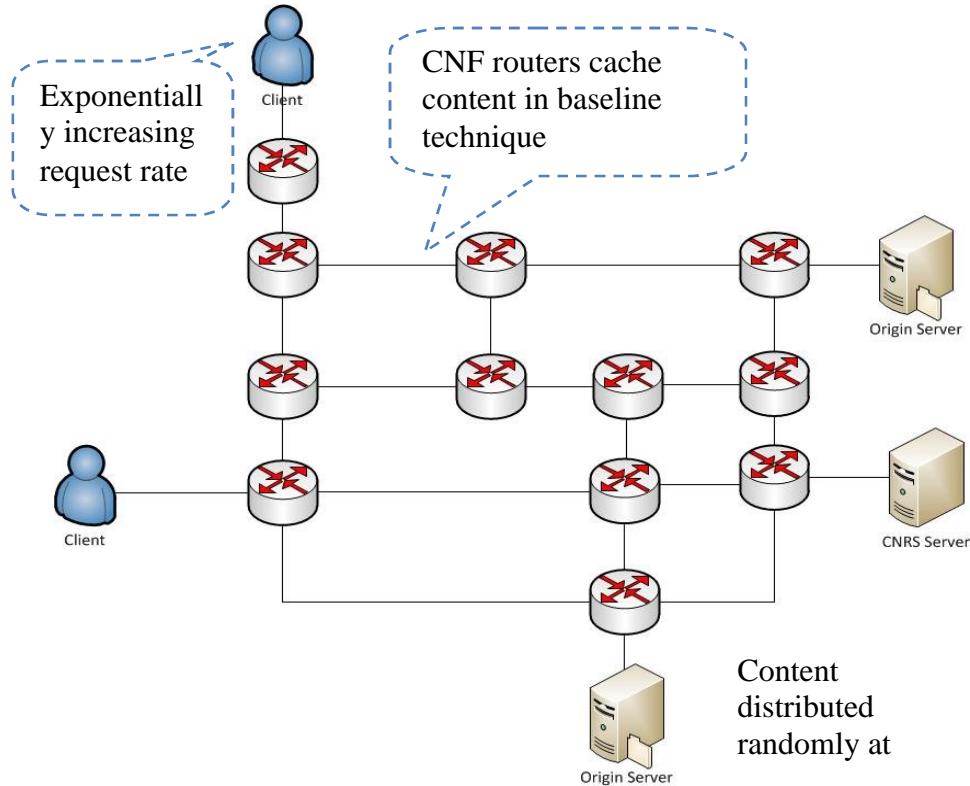 Exponentiall
y increasing
request rate
Client
CNF routers cache
content in baseline
technique
Origin Server
Client
CNRS Server
Content
distributed
randomly at
Origin Server